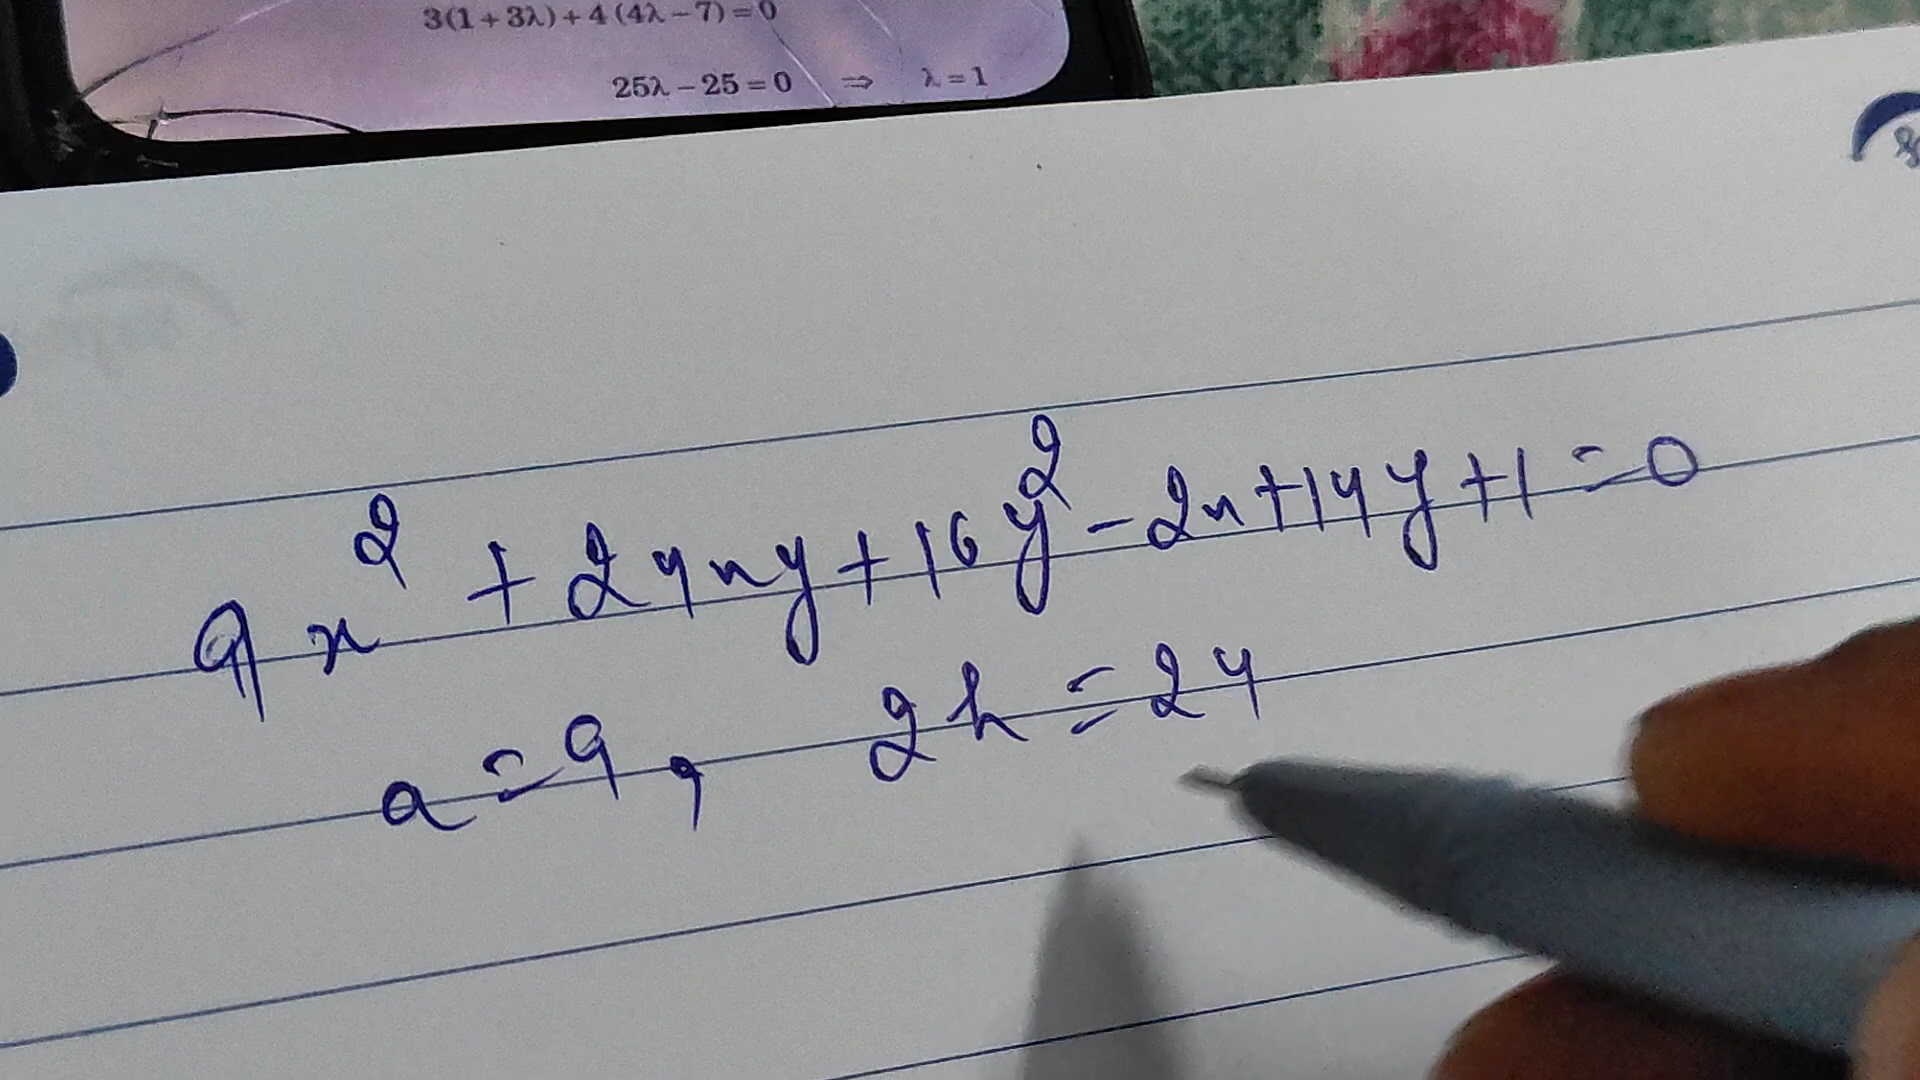 3(1+3λ)+4(4λ−7)=0
25λ−25=0 ⇒ λ=1
9x² + 24xy + 16y² − 2x + 14y + 1 = 0
a = 9, 2h = 24